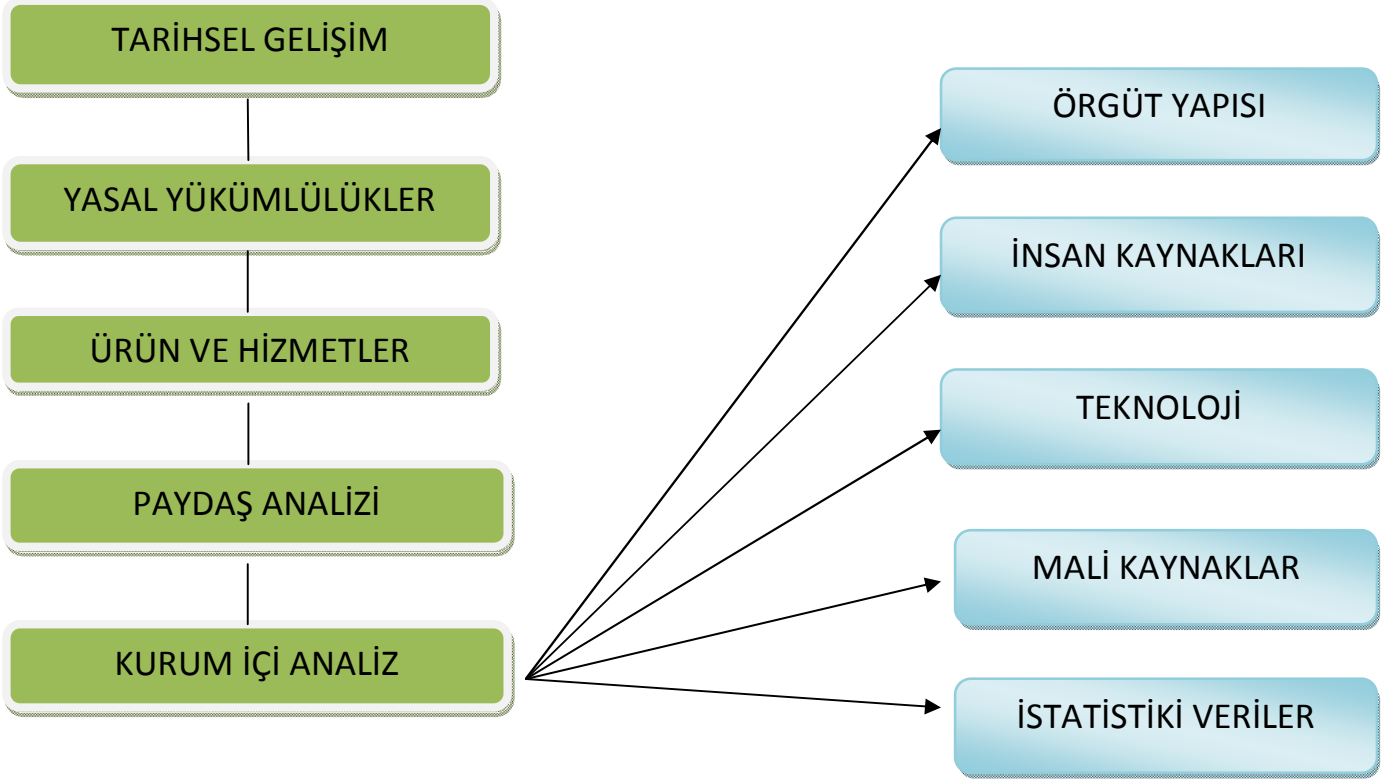 TARİHSEL GELİŞİM
YASAL YÜKÜMLÜLÜKLER
ÜRÜN VE HİZMETLER
PAYDAŞ ANALİZİ
KURUM İÇİ ANALİZ
ÖRGÜT YAPISI
İNSAN KAYNAKLARI
TEKNOLOJİ
MALİ KAYNAKLAR
İSTATİSTİKİ VERİLER